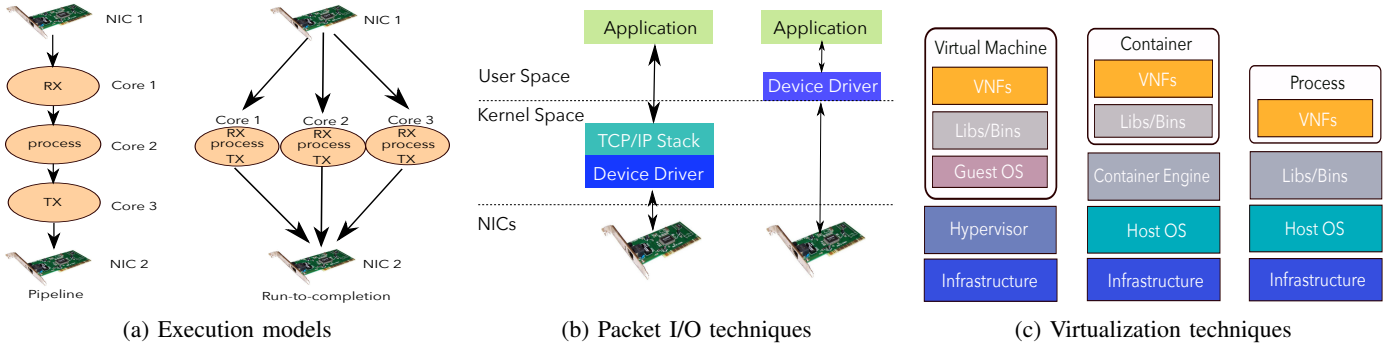 NIC 1
RX
Core 1
process
Core 2
TX
Core 3
NIC 2
Pipeline
NIC 1
Core 1
RX
process
TX
Core 2
RX
process
TX
Core 3
RX
process
TX
NIC 2
Run-to-completion
(a) Execution models
Application
Application
User Space
Device Driver
Kernel Space
TCP/IP Stack
Device Driver
NICs
(b) Packet I/O techniques
Virtual Machine
VNFs
Libs/Bins
Guest OS
Hypervisor
Infrastructure
Container
VNFs
Libs/Bins
Container Engine
Host OS
Infrastructure
Process
VNFs
Libs/Bins
Host OS
Infrastructure
(c) Virtualization techniques